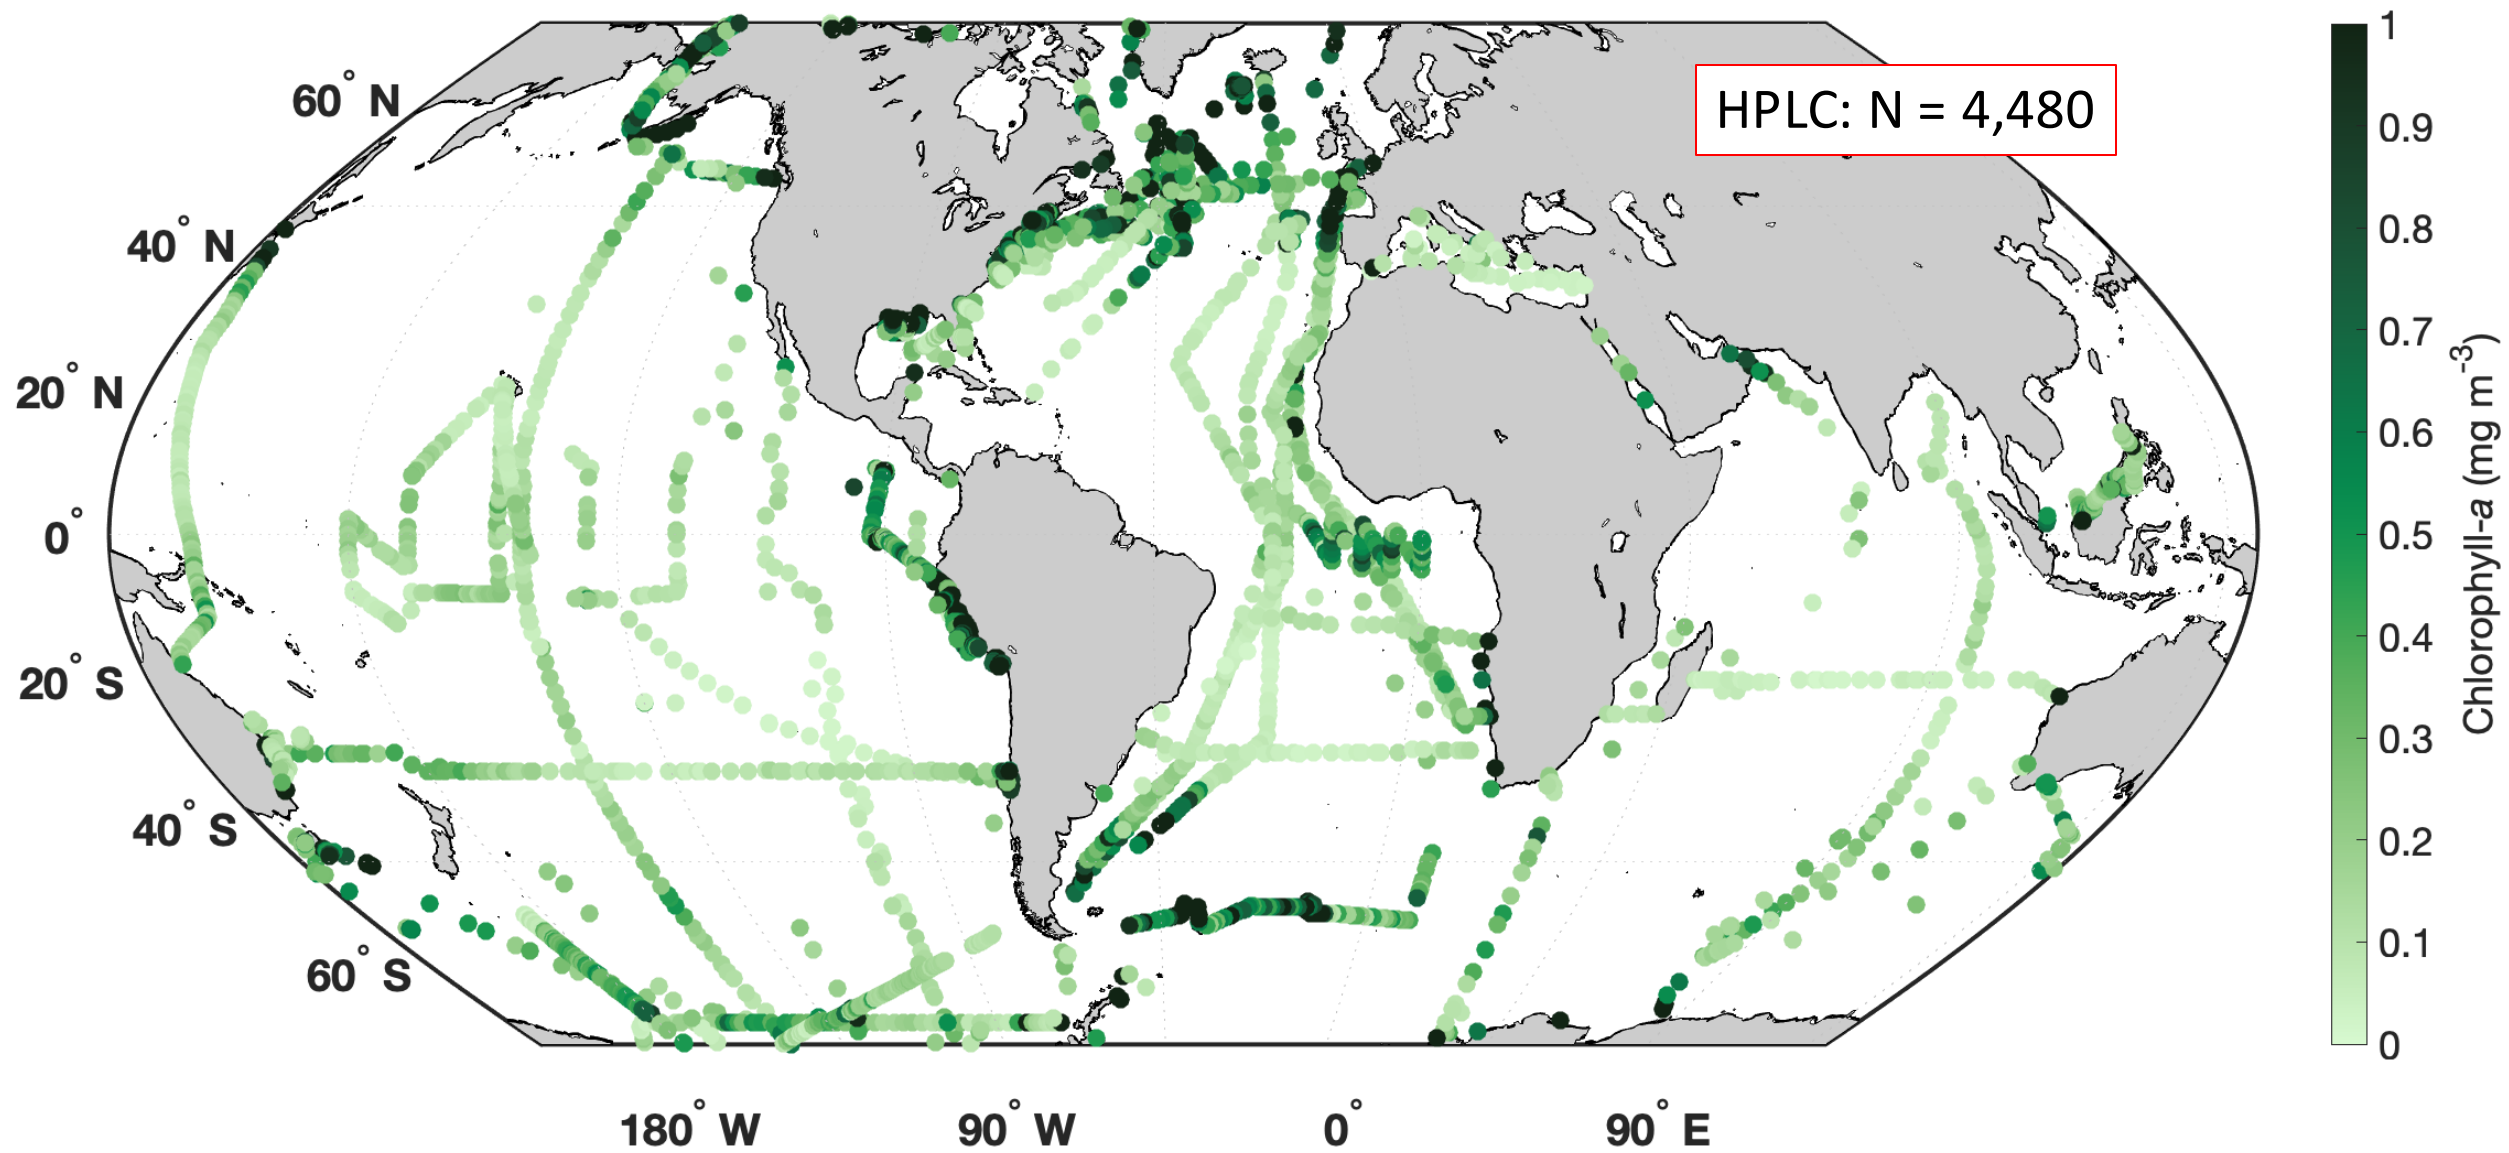 HPLC: N = 4,480
60° N
40° N
20° N
0°
20° S
40° S
60° S
180° W
90° W
0°
90° E
1
0.9
0.8
0.7
0.6
0.5
0.4
0.3
0.2
0.1
0
Chlorophyll-a (mg m-3)